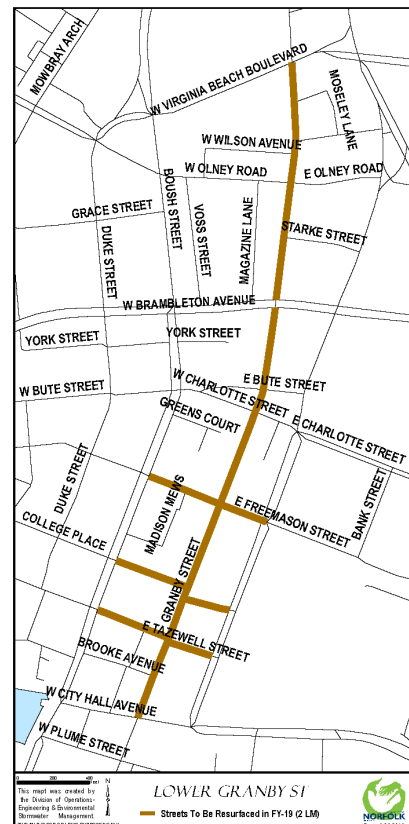 MOWBRAY ARCH
W VIRGINIA BEACH BOULEVARD
MOSELEY LANE
W WILSON AVENUE
W OLNEY ROAD
E OLNEY ROAD
BOUSH STREET
VOSS STREET
MAGAZINE LANE
GRACE STREET
DUKE STREET
STARKE STREET
W BRAMBLETON AVENUE
YORK STREET
YORK STREET
W BUTE STREET
E BUTE STREET
W CHARLOTTE STREET
E CHARLOTTE STREET
GREENS COURT
DUKE STREET
MADISON MEWS
E FREEMASON STREET
BANK STREET
COLLEGE PLACE
GRANBY STREET
E TAZEWELL STREET
BROOKE AVENUE
W CITY HALL AVENUE
W PLUME STREET
N
This map was created by
the Division of Operations-
Engineering & Environmental
Stormwater Management.
LOWER GRANBY ST
Streets To Be Resurfaced in FY-19 (2 LM)
NORFOLK